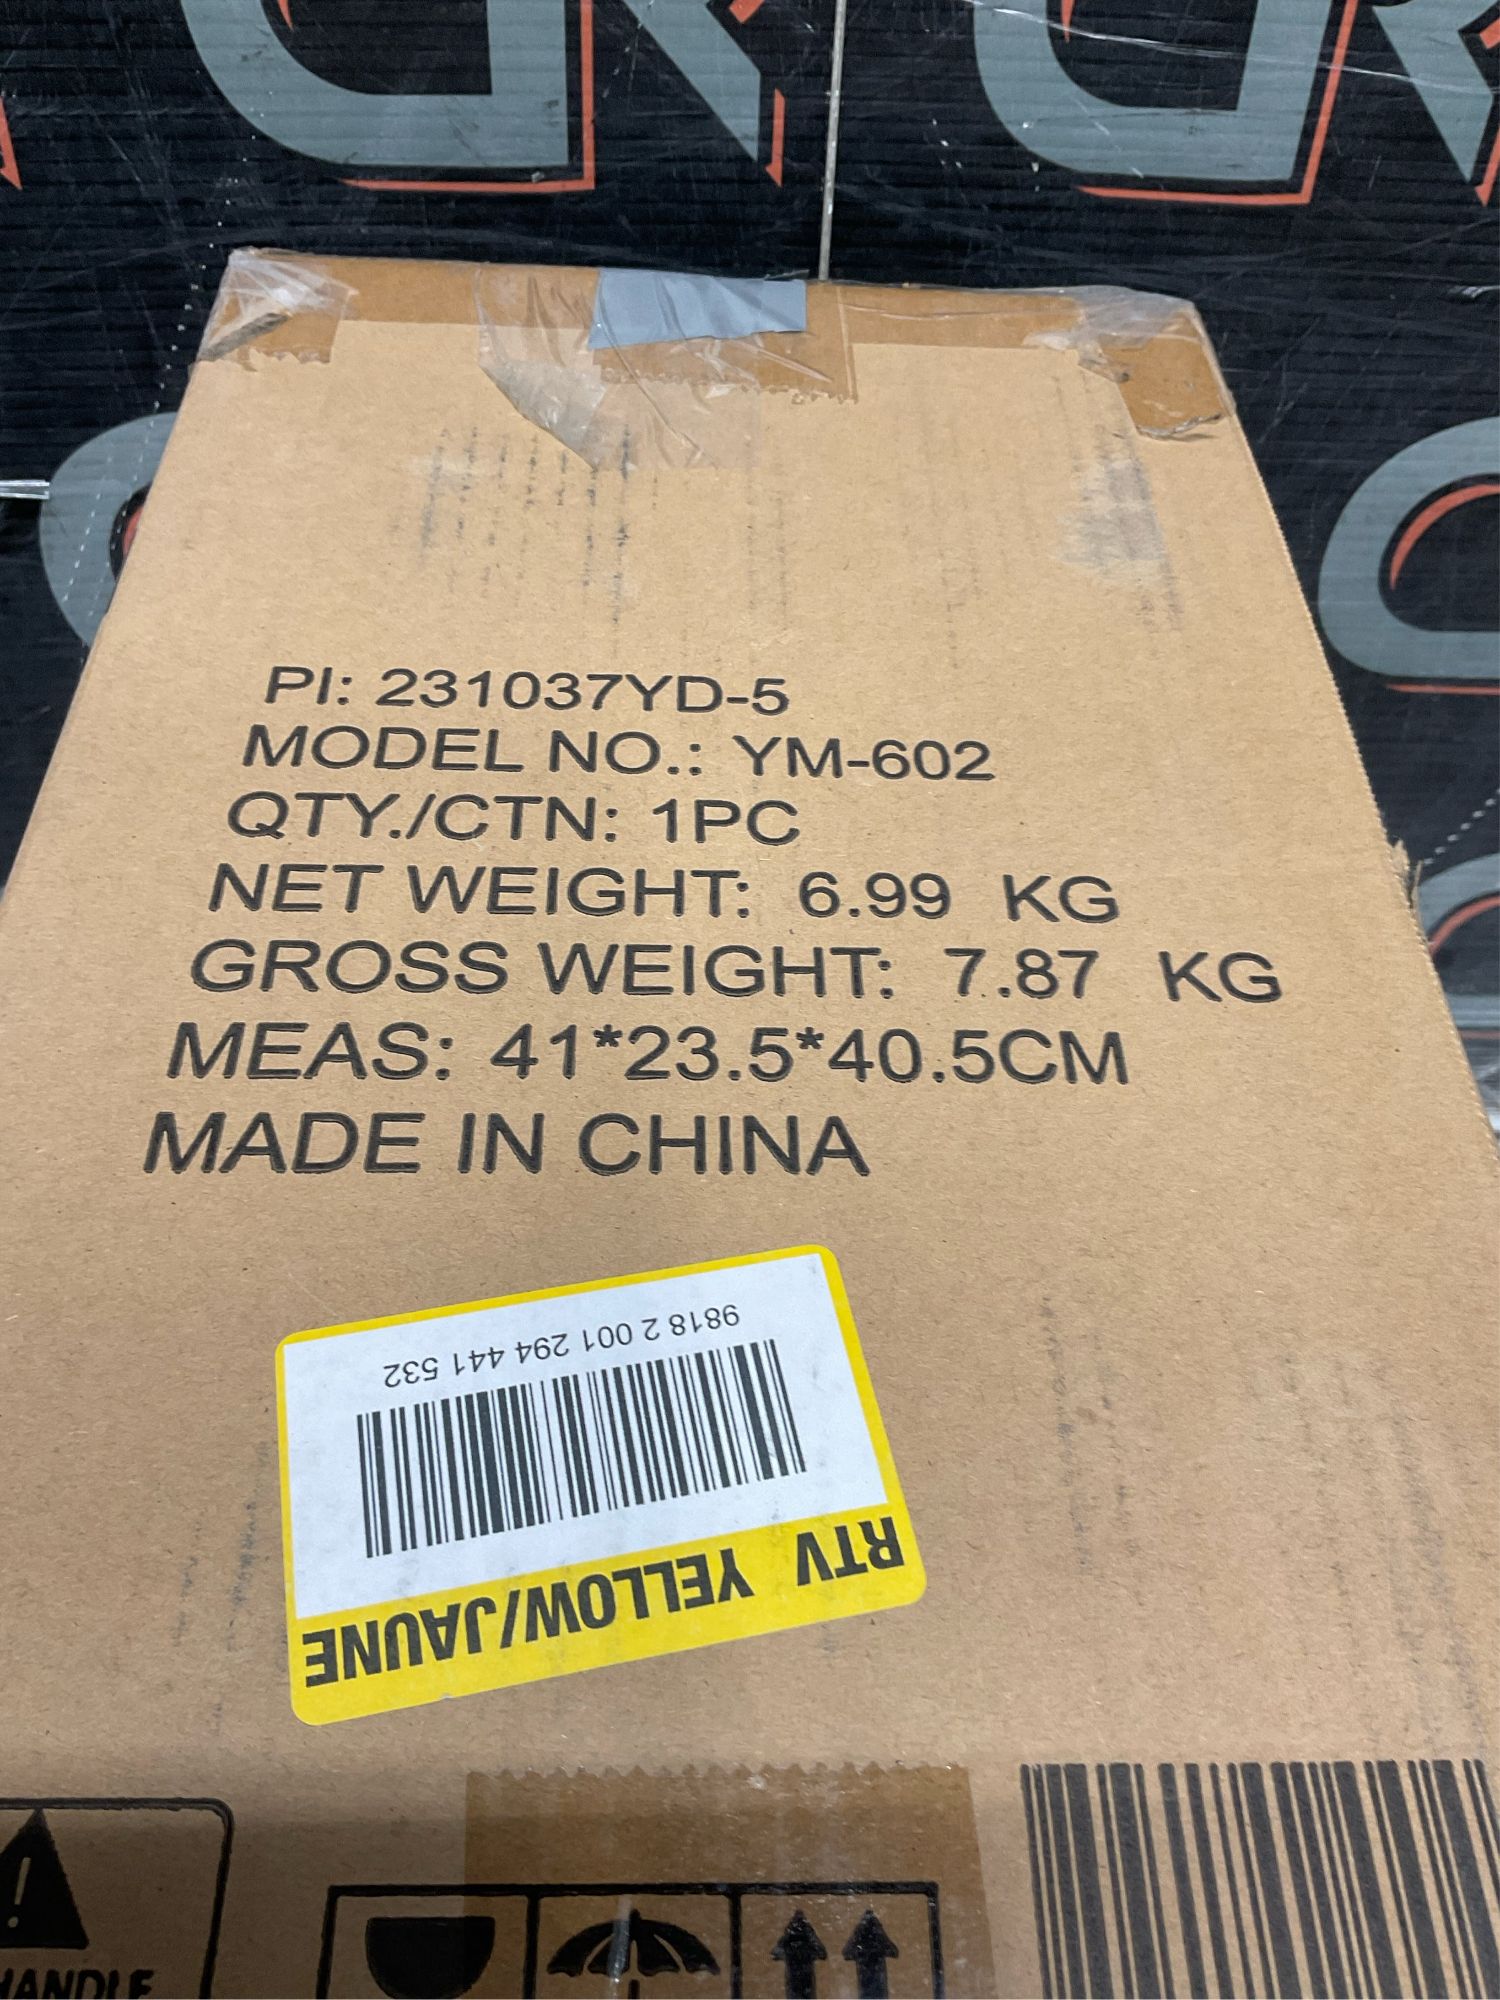 PI: 231037YD-5
MODEL NO.: YM-602
QTY./CTN: 1PC
NET WEIGHT: 6.99 KG
GROSS WEIGHT: 7.87 KG
MEAS: 41*23.5*40.5CM
MADE IN CHINA
9818 2 001 294 441 532
RTV YELLOW/JAUNE
HANDLE